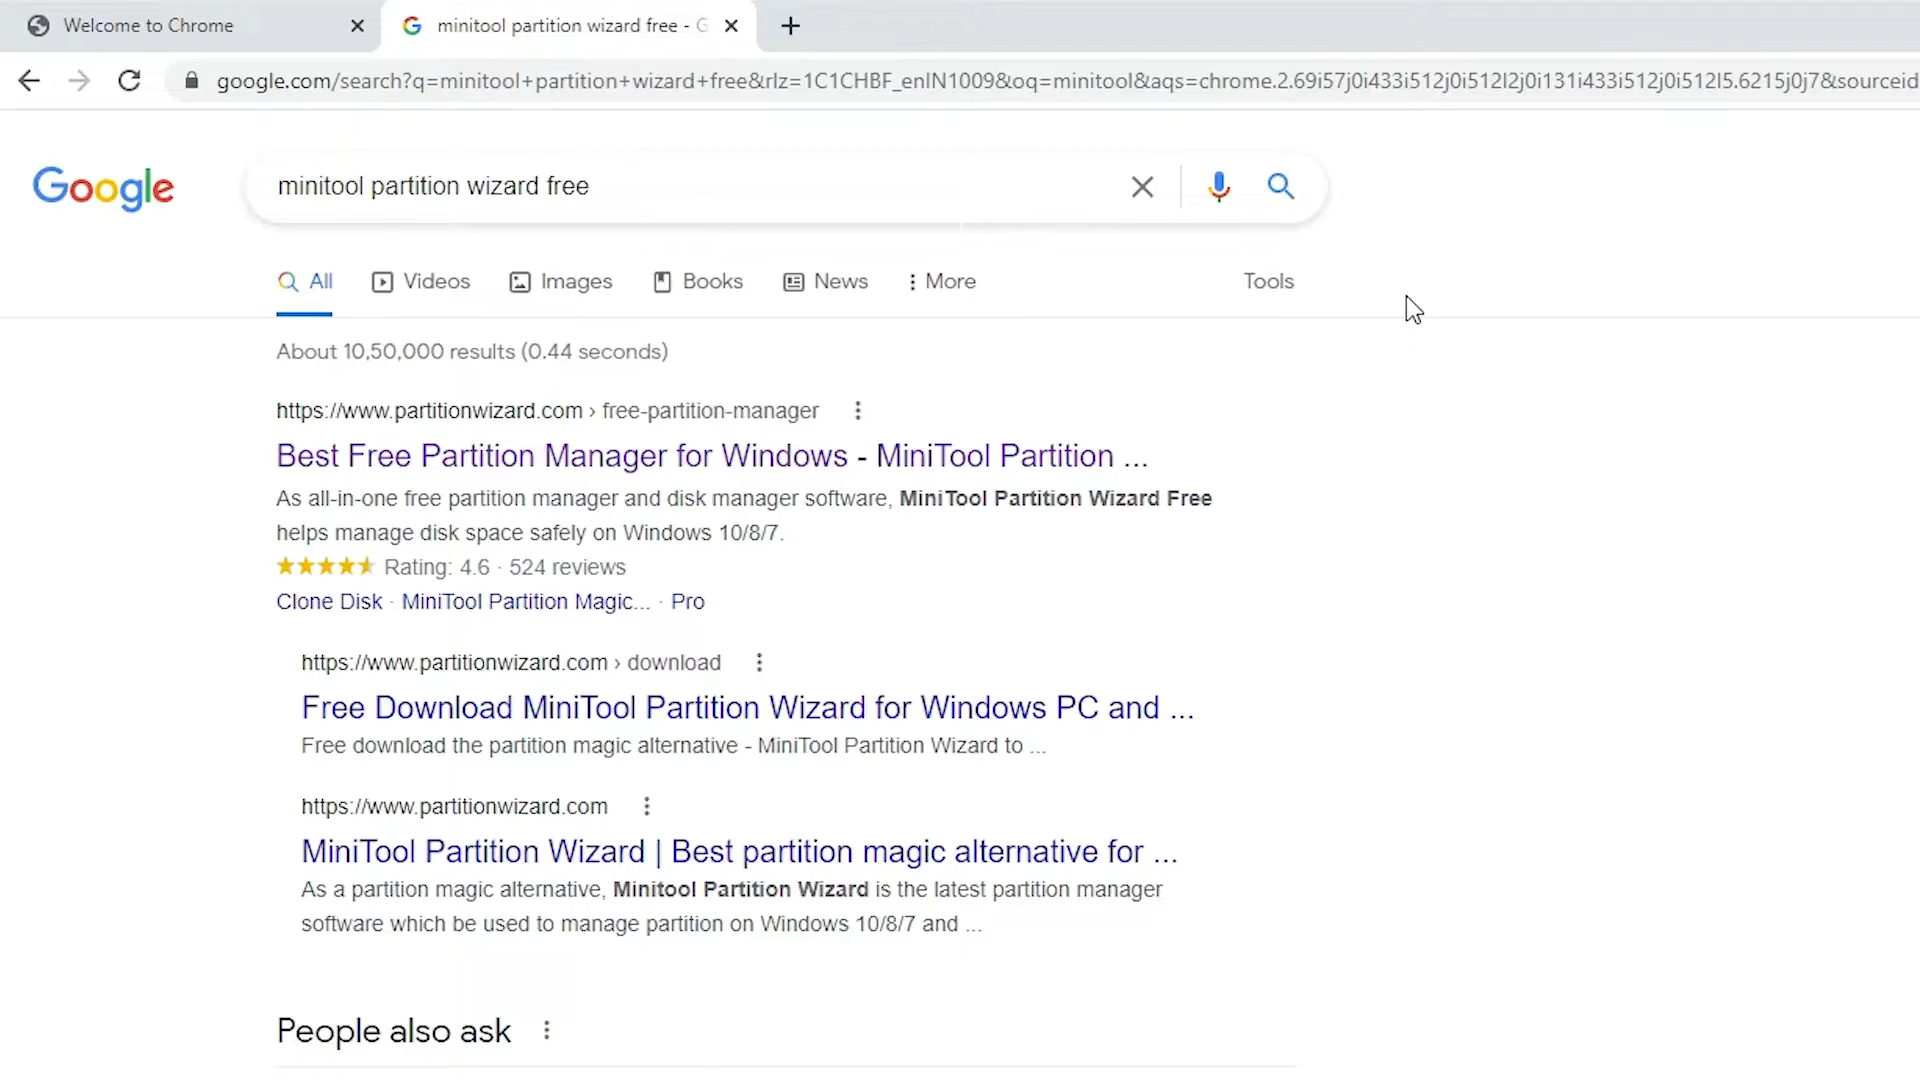 Welcome to Chrome
minitool partition wizard free - G
google.com/search?q=minitool+partition+wizard+free&rlz=1C1CHBF_enIN1009&oq=minitool&aqs=chrome.2.69i57j0i433i512j0i512l2j0i131i433i512j0i512l5.6215j0j7&sourceid
Google
minitool partition wizard free
All Videos Images Books News More Tools
About 10,50,000 results (0.44 seconds)
https://www.partitionwizard.com › free-partition-manager
Best Free Partition Manager for Windows - MiniTool Partition ...
As all-in-one free partition manager and disk manager software, MiniTool Partition Wizard Free
helps manage disk space safely on Windows 10/8/7.
Rating: 4.6 · 524 reviews
Clone Disk · MiniTool Partition Magic... · Pro
https://www.partitionwizard.com › download
Free Download MiniTool Partition Wizard for Windows PC and ...
Free download the partition magic alternative - MiniTool Partition Wizard to ...
https://www.partitionwizard.com
MiniTool Partition Wizard | Best partition magic alternative for ...
As a partition magic alternative, Minitool Partition Wizard is the latest partition manager
software which be used to manage partition on Windows 10/8/7 and ...
People also ask